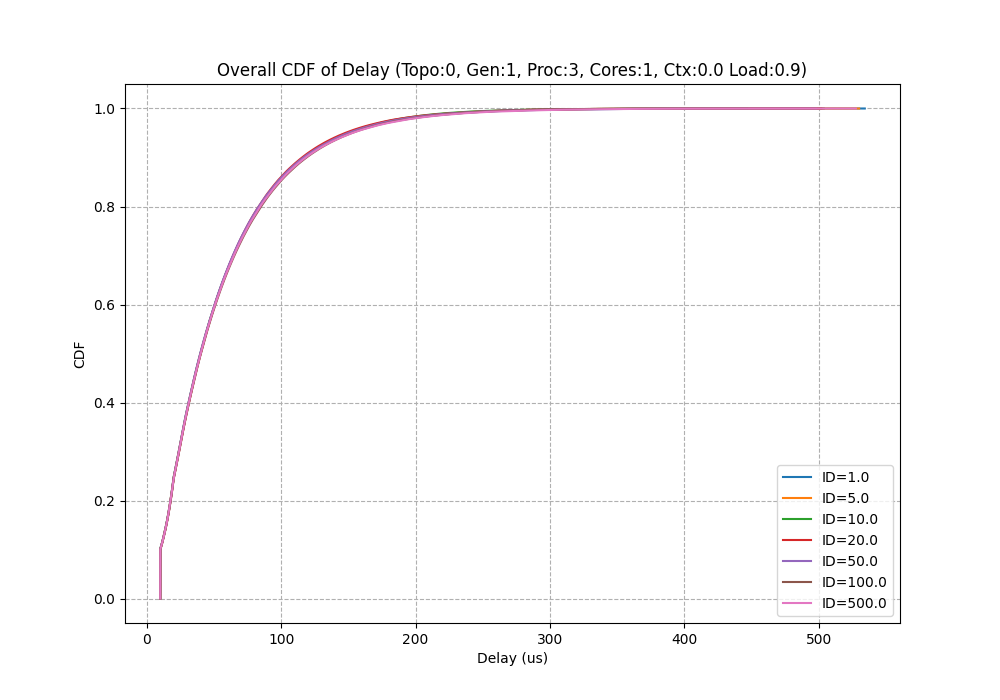 Overall CDF of Delay (Topo:0, Gen:1, Proc:3, Cores:1, Ctx:0.0 Load:0.9)
CDF
1.0
0.8
0.6
0.4
0.2
0.0
ID=1.0
ID=5.0
ID=10.0
ID=20.0
ID=50.0
ID=100.0
ID=500.0
0 100 200 300 400 500
Delay (us)